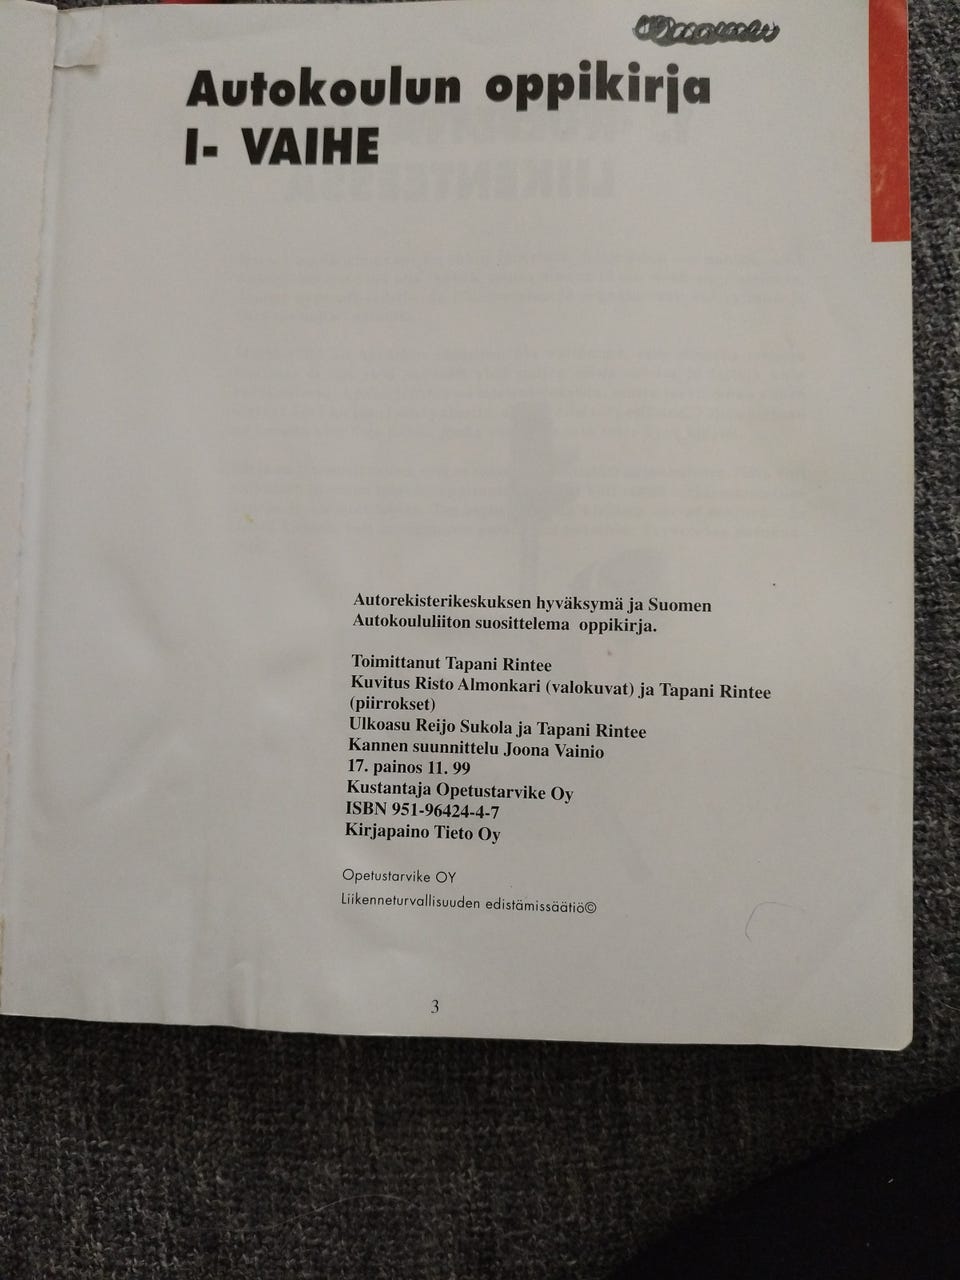 Autokoulun oppikirja
I- VAIHE
Autorekisterikeskuksen hyväksymä ja Suomen
Autokoululiiton suosittelema oppikirja.
Toimittanut Tapani Rintee
Kuvitus Risto Almonkari (valokuvat) ja Tapani Rintee
(piirrokset)
Ulkoasu Reijo Sukola ja Tapani Rintee
Kannen suunnittelu Joona Vainio
17. painos 11. 99
Kustantaja Opetustarvike Oy
ISBN 951-96424-4-7
Kirjapaino Tieto Oy
Opetustarvike OY
Liikenneturvallisuuden edistämissäätiö©
3